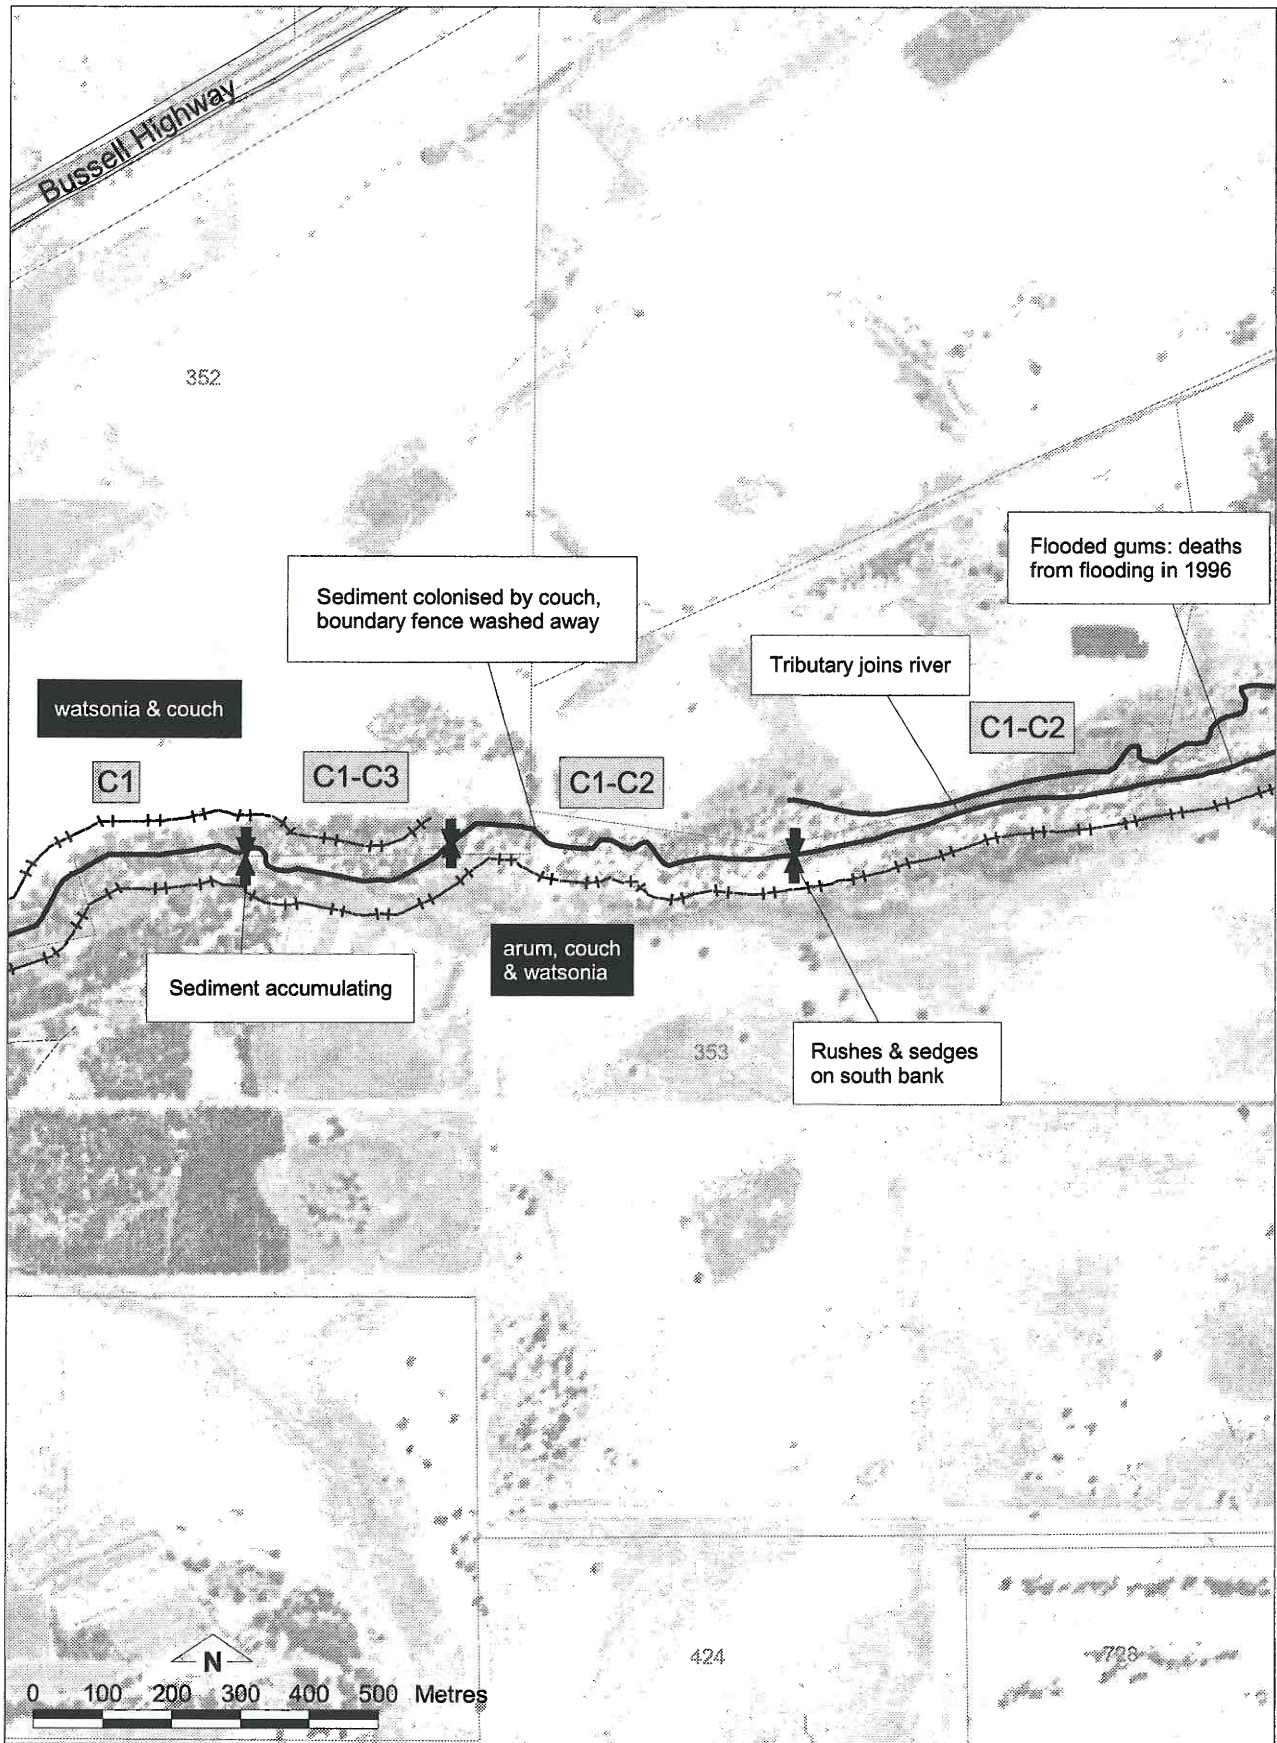 Bussell Highway
352
Flooded gums: deaths
from flooding in 1996
Sediment colonised by couch,
boundary fence washed away
Tributary joins river
watsonia & couch
C1-C2
C1
C1-C3
C1-C2
arum, couch
& watsonia
Sediment accumulating
353
Rushes & sedges
on south bank
424
728
N
0 100 200 300 400 500 Metres